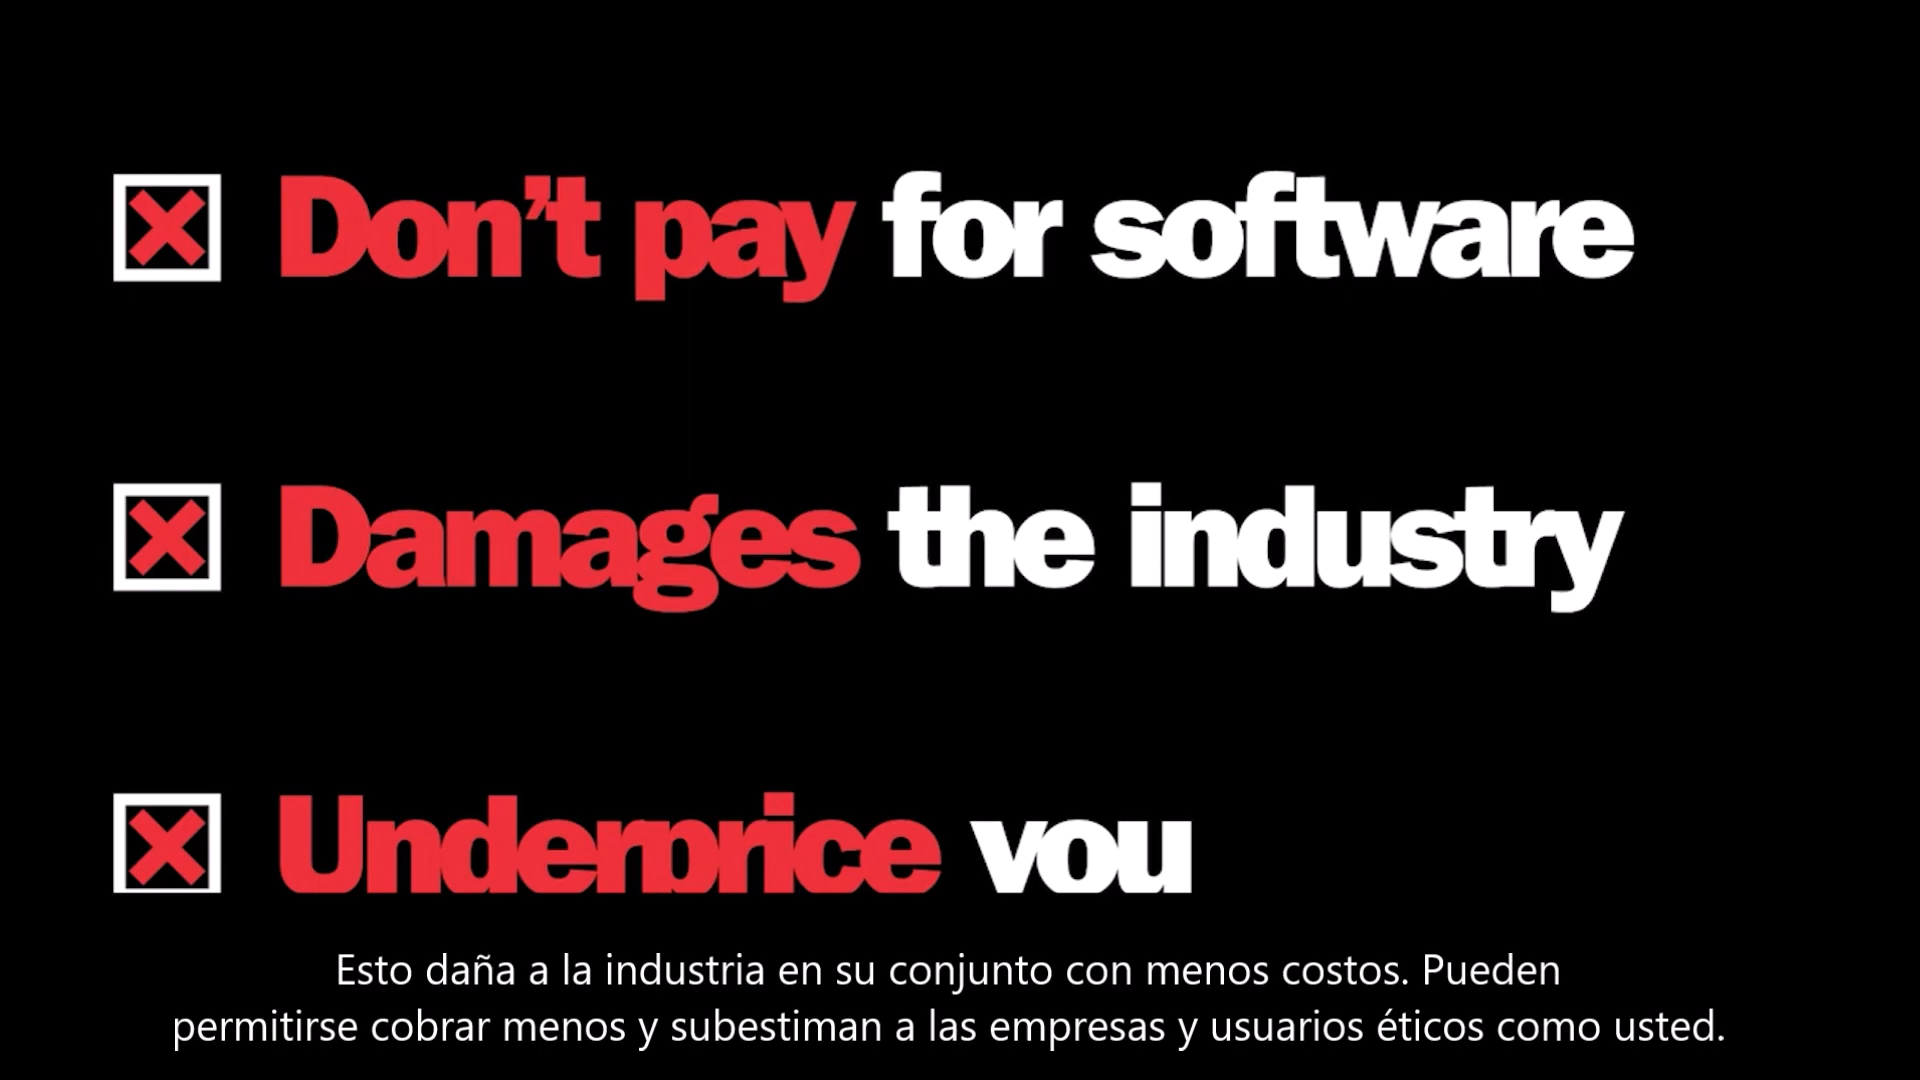 Don’t pay for software
Damages the industry
Underprice you
Esto daña a la industria en su conjunto con menos costos. Pueden
permitirse cobrar menos y subestiman a las empresas y usuarios éticos como usted.